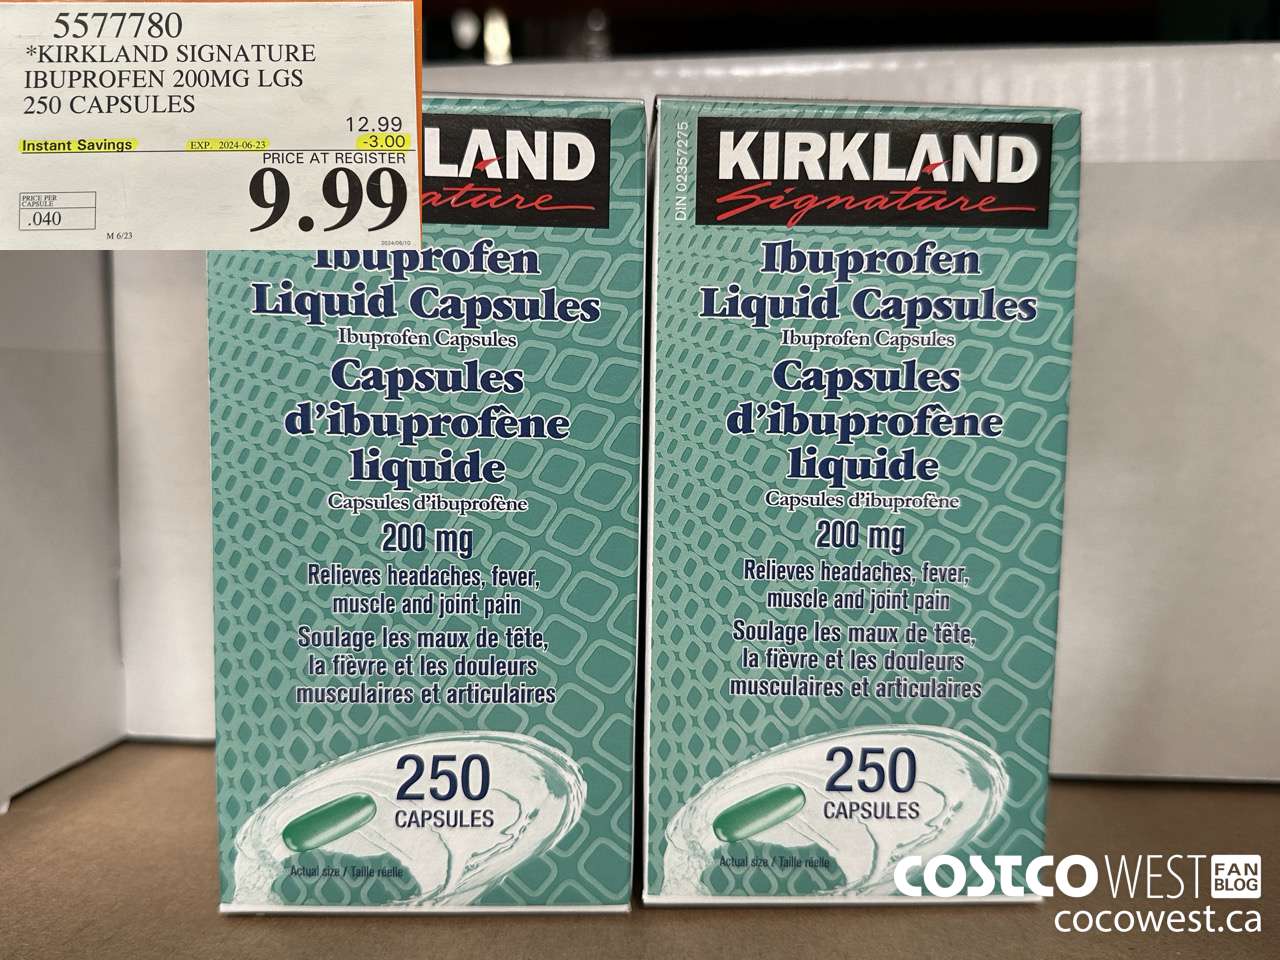 5577780
*KIRKLAND SIGNATURE
IBUPROFEN 200MG LGS
250 CAPSULES
12.99
Instant Savings EXP. 2024-06-23 -3.00
PRICE AT REGISTER
9.99
PRICE PER
CAPSULE
.040
M 6/23
2024/06/10
LAND
ature
Ibuprofen
Liquid Capsules
Ibuprofen Capsules
Capsules
d'ibuprofène
liquide
Capsules d'ibuprofène
200 mg
Relieves headaches, fever,
muscle and joint pain
Soulage les maux de tête,
la fièvre et les douleurs
musculaires et articulaires
250
CAPSULES
Actual size / Taille réelle
DIN 02357275
KIRKLAND
Signature
Ibuprofen
Liquid Capsules
Ibuprofen Capsules
Capsules
d'ibuprofène
liquide
Capsules d'ibuprofène
200 mg
Relieves headaches, fever,
muscle and joint pain
Soulage les maux de tête,
la fièvre et les douleurs
musculaires et articulaires
250
CAPSULES
Actual size / Taille réelle
COSTCO WEST FAN BLOG
cocowest.ca